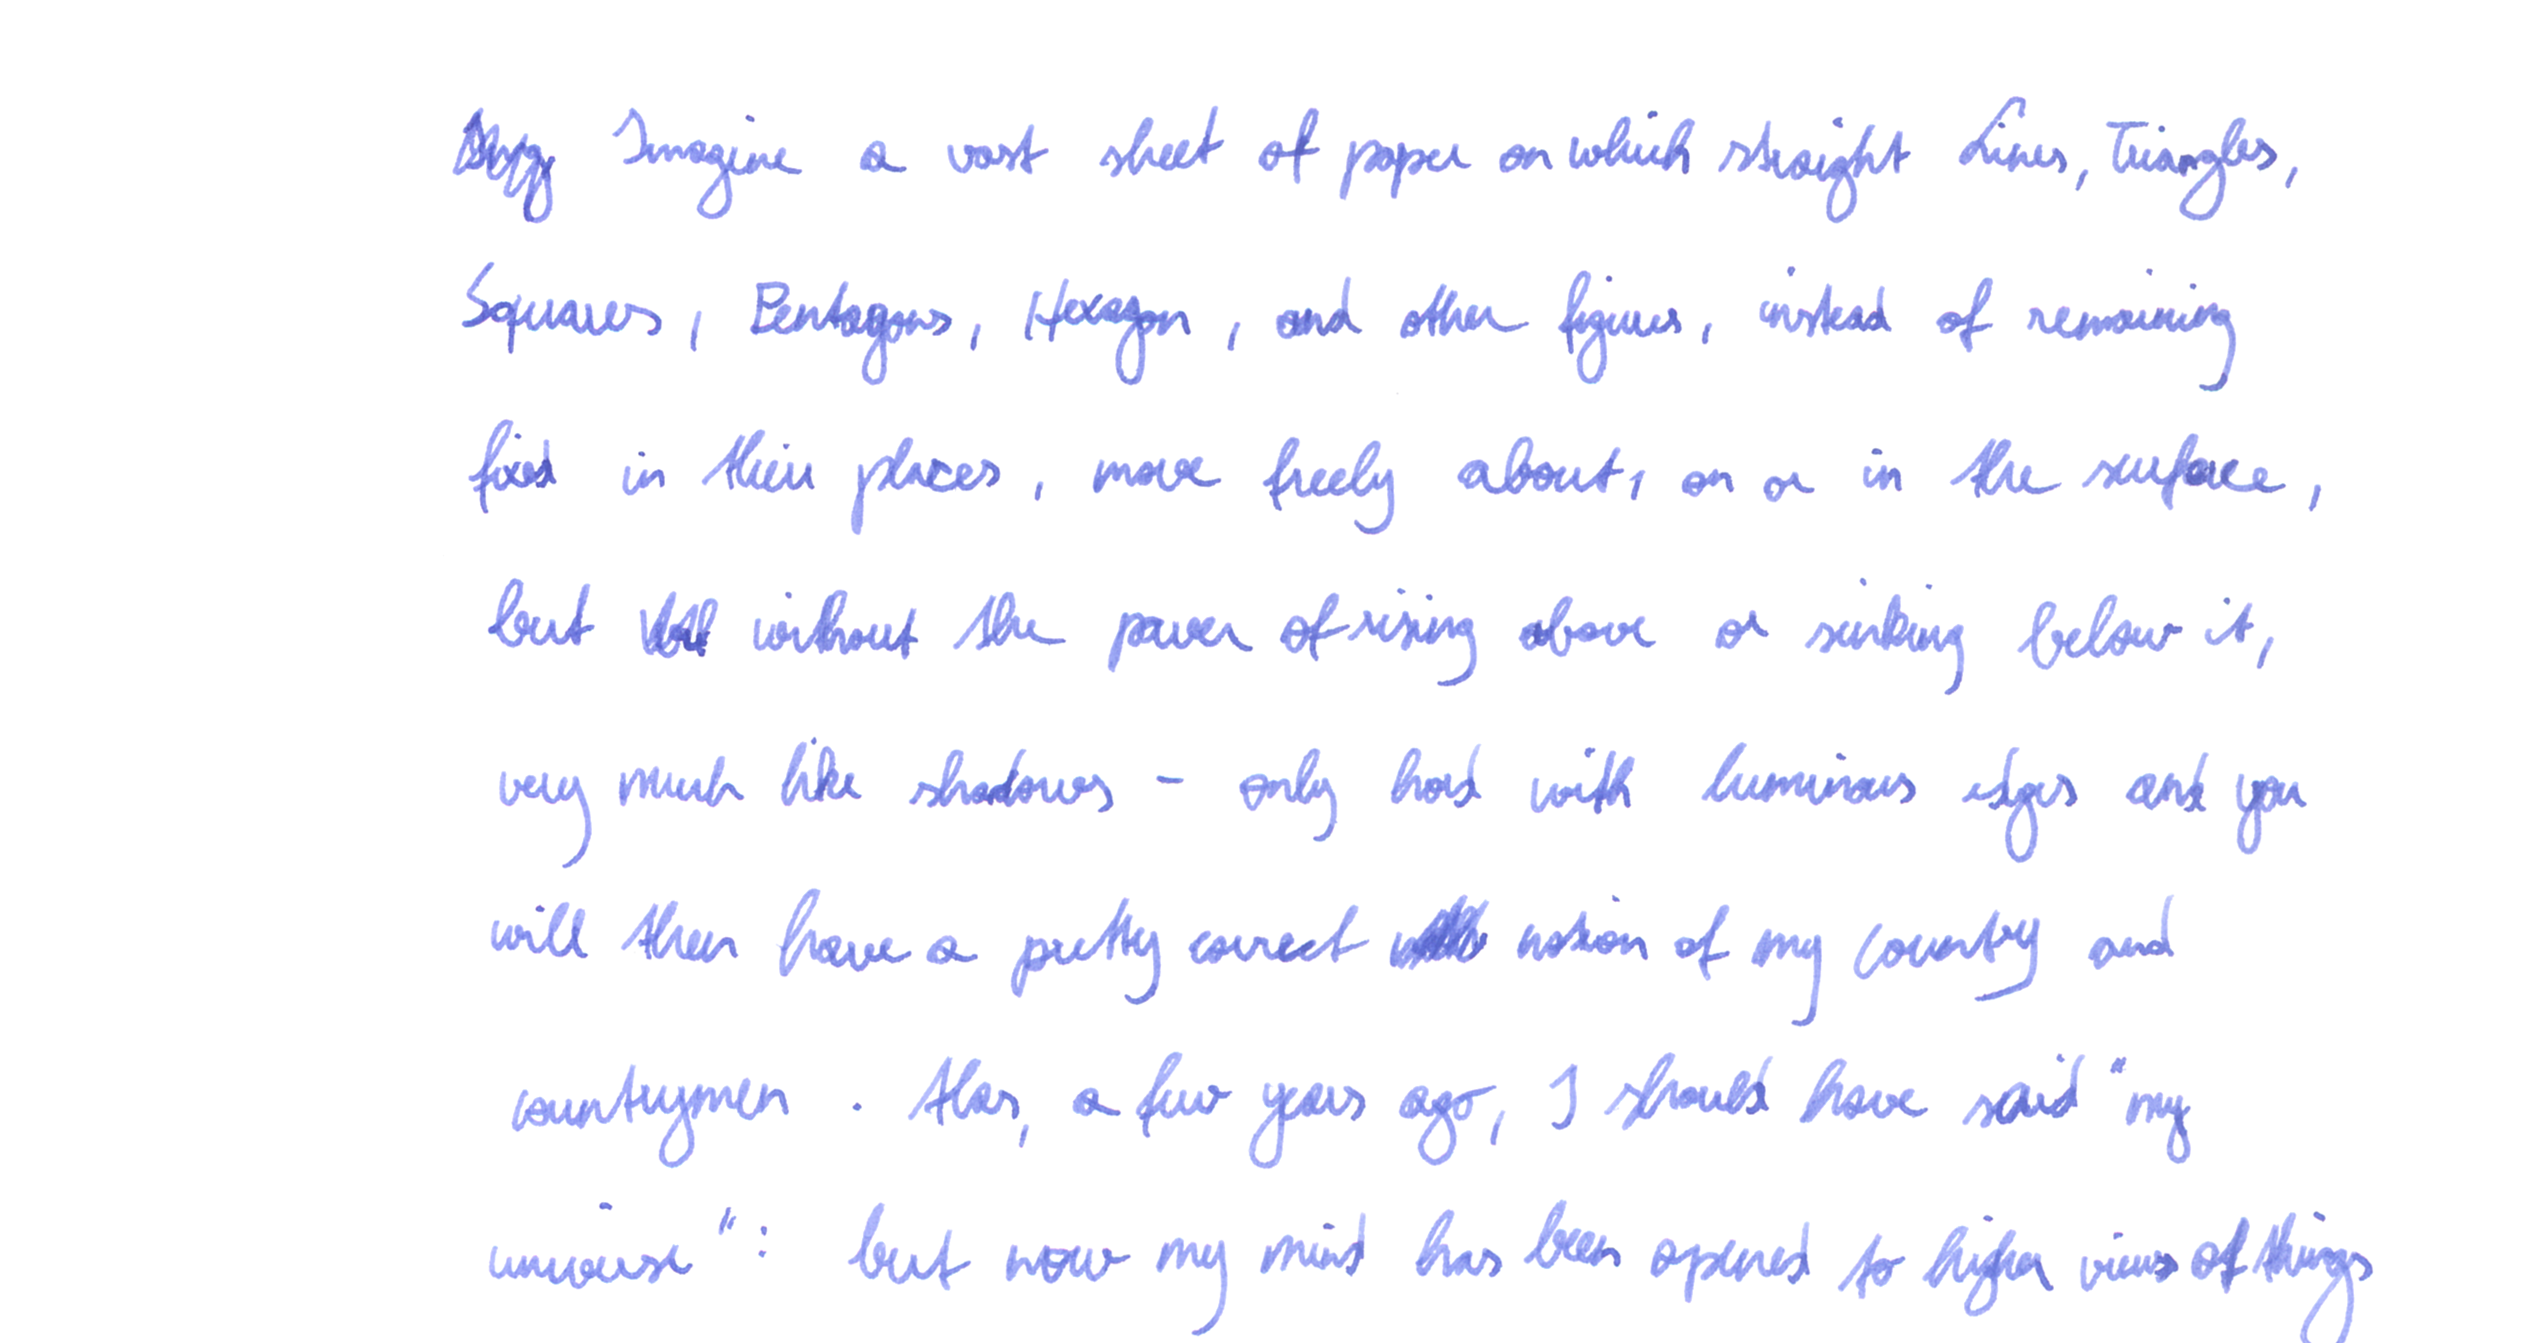 Imagine a vast sheet of paper on which straight Lines, Triangles,
Squares, Pentagons, Hexagon, and other figures, instead of remaining
fixed in their places, move freely about, on or in the surface,
but without the power of rising above or sinking below it,
very much like shadows - only hard with luminous edges and you
will then have a pretty correct notion of my country and
countrymen. Alas, a few years ago, I should have said "my
universe": but now my mind has been opened to higher views of things